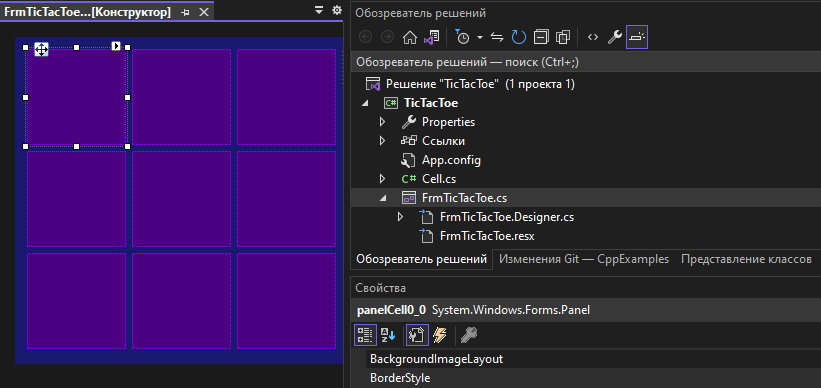 FrmTicTacToe...[Конструктор]
Обозреватель решений
Обозреватель решений — поиск (Ctrl+;)
Решение "TicTacToe" (1 проекта 1)
C# TicTacToe
Properties
Ссылки
App.config
C# Cell.cs
FrmTicTacToe.cs
FrmTicTacToe.Designer.cs
FrmTicTacToe.resx
Обозреватель решений Изменения Git — CppExamples Представление классов
Свойства
panelCell0_0 System.Windows.Forms.Panel
BackgroundImageLayout
BorderStyle